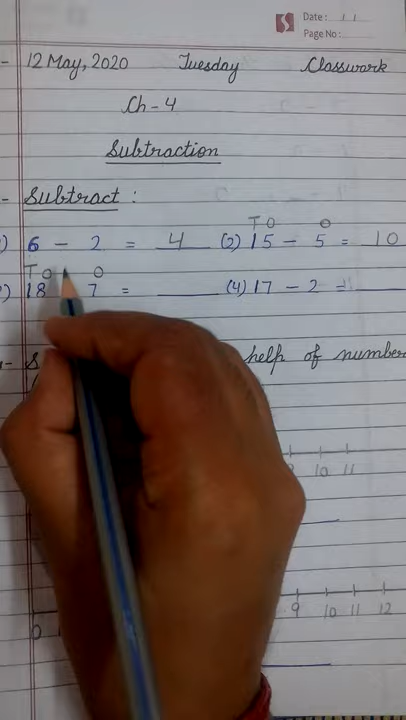 Date: / /
Page No:
12 May, 2020 Tuesday Classwork
Ch-4
Subtraction
Subtract :
T O O
) 6 - 2 = 4 (2) 15 - 5 = 10
T O O
) 18 7 = (4) 17 - 2 =
help of number
10 11
9 10 11 12
0